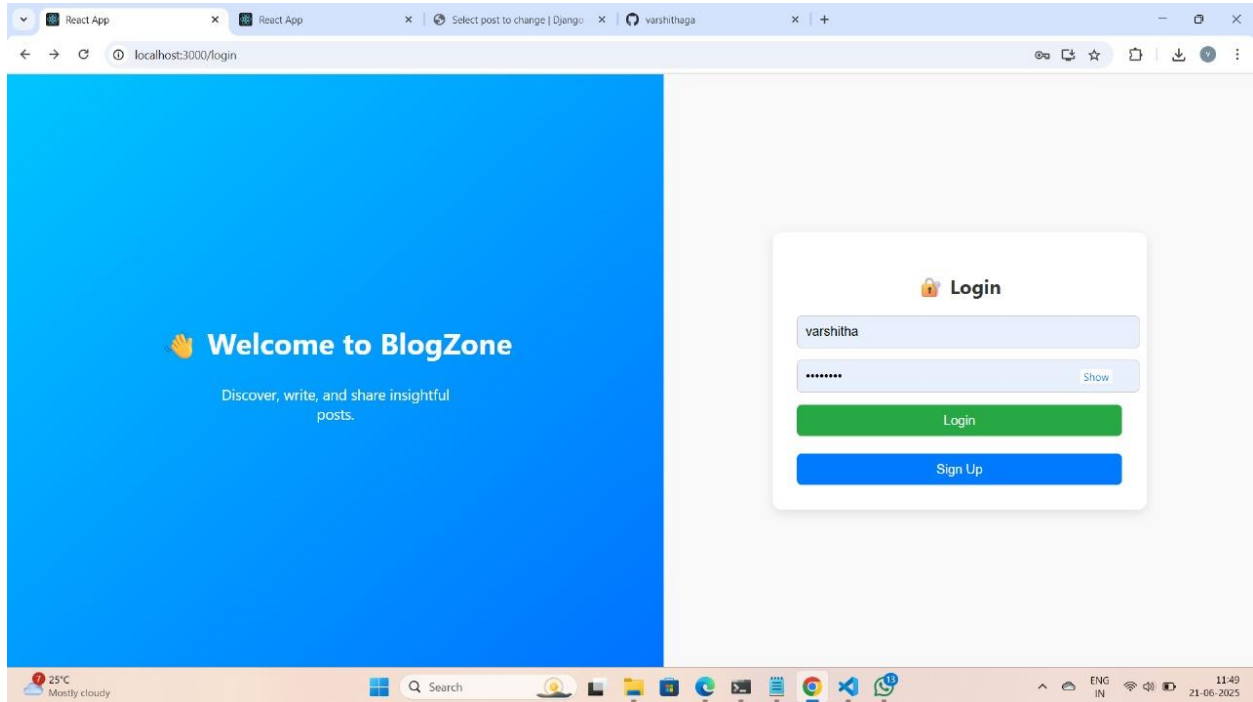 React App
React App
Select post to change | Django
varshithaga
localhost:3000/login
👋 Welcome to BlogZone
Discover, write, and share insightful
posts.
🔐 Login
varshitha
••••••••
Show
Login
Sign Up
7
25°C
Mostly cloudy
Search
13
ENG
IN
11:49
21-06-2025